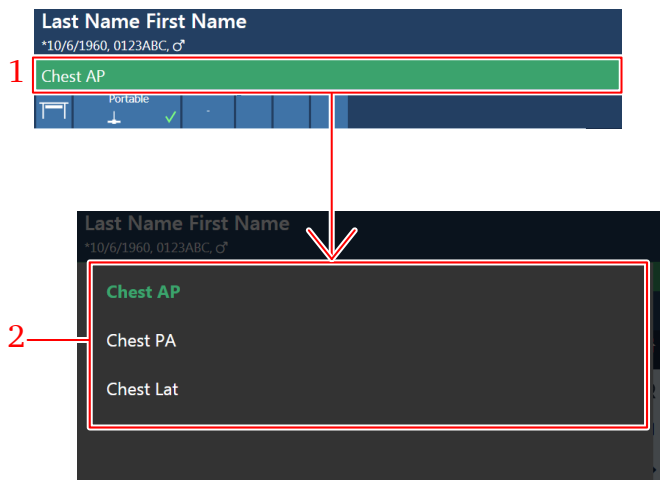 Last Name First Name
*10/6/1960, 0123ABC, ♂
1
Chest AP
Portable
Last Name First Name
*10/6/1960, 0123ABC, ♂
Chest AP
2
Chest PA
Chest Lat